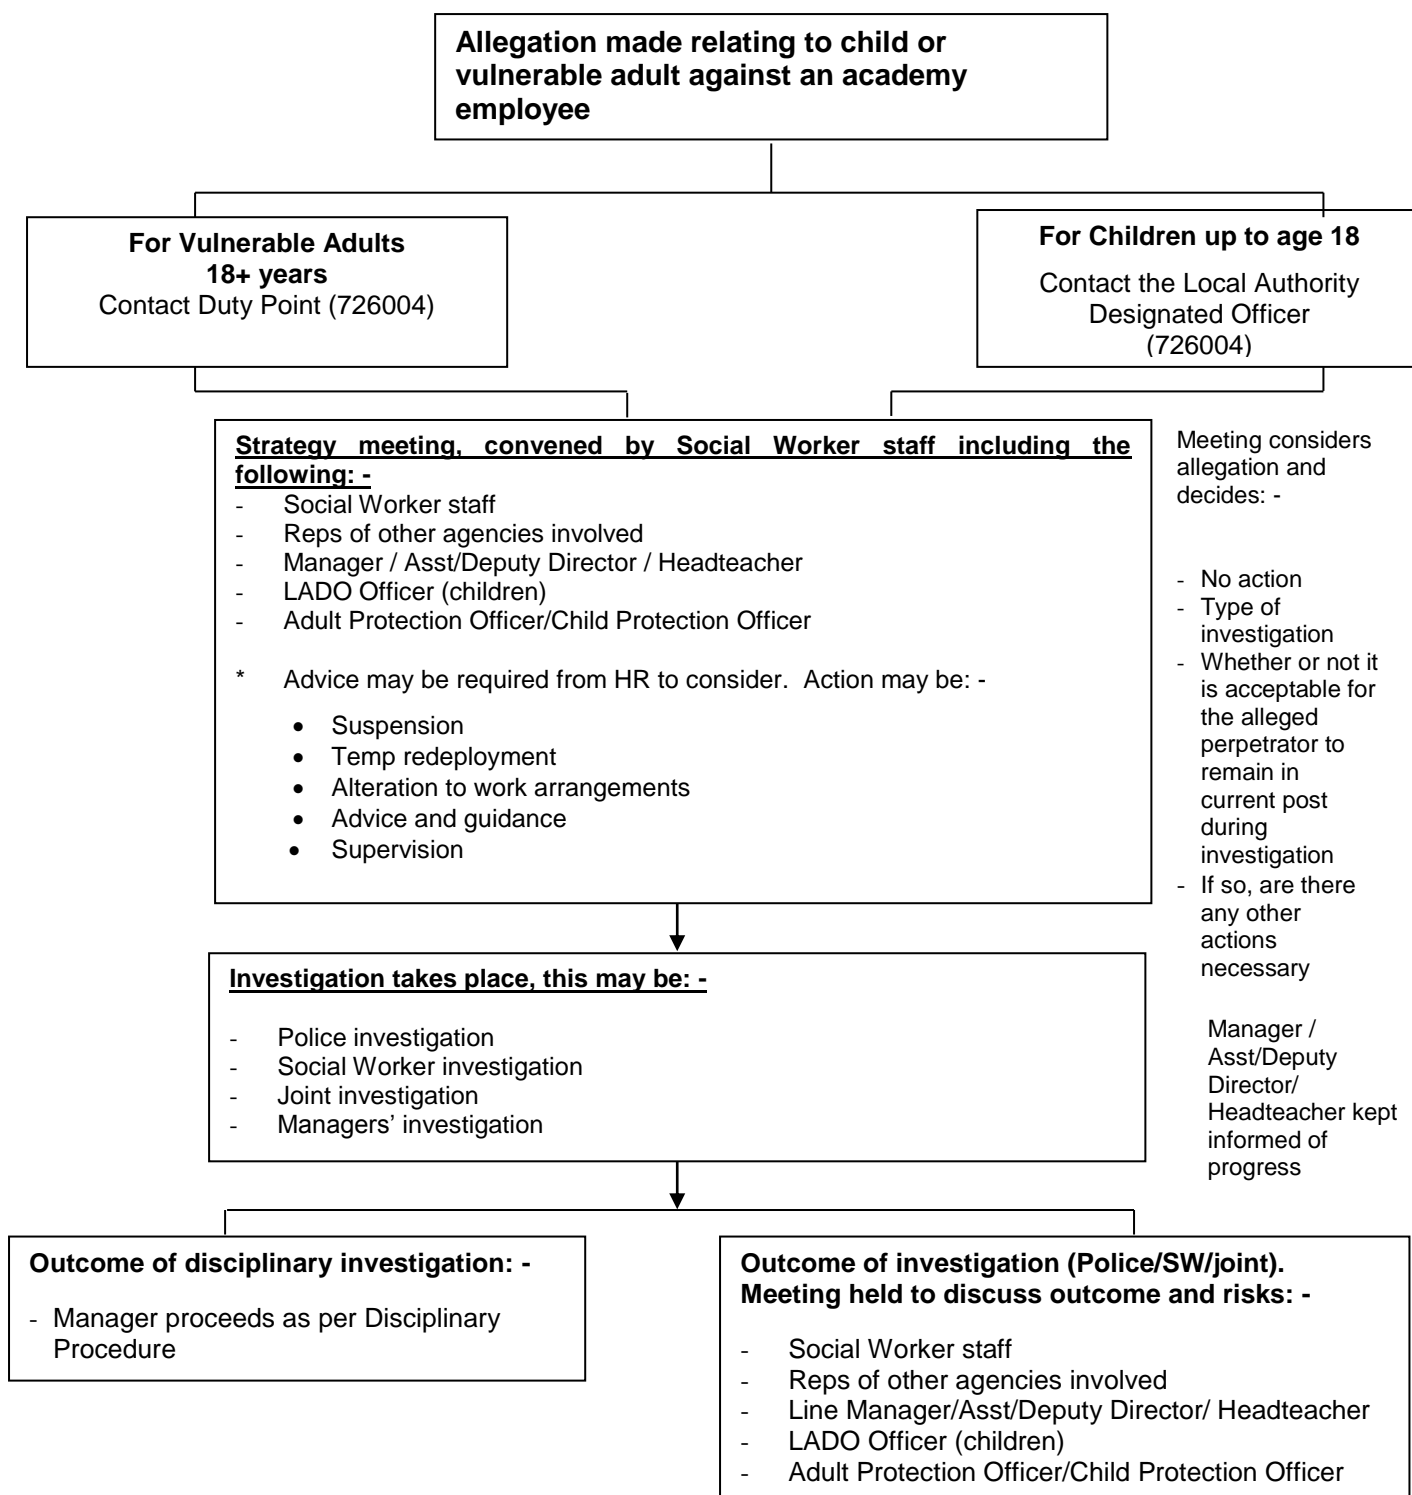 Allegation made relating to child or
vulnerable adult against an academy
employee
For Vulnerable Adults
18+ years
Contact Duty Point (726004)
For Children up to age 18
Contact the Local Authority
Designated Officer
(726004)
Strategy meeting, convened by Social Worker staff including the
following: -
- Social Worker staff
- Reps of other agencies involved
- Manager / Asst/Deputy Director / Headteacher
- LADO Officer (children)
- Adult Protection Officer/Child Protection Officer
* Advice may be required from HR to consider. Action may be: -
• Suspension
• Temp redeployment
• Alteration to work arrangements
• Advice and guidance
• Supervision
Meeting considers
allegation and
decides: -
- No action
- Type of
investigation
- Whether or not it
is acceptable for
the alleged
perpetrator to
remain in
current post
during
investigation
- If so, are there
any other
actions
necessary
Investigation takes place, this may be: -
- Police investigation
- Social Worker investigation
- Joint investigation
- Managers’ investigation
Manager /
Asst/Deputy
Director/
Headteacher kept
informed of
progress
Outcome of disciplinary investigation: -
- Manager proceeds as per Disciplinary
Procedure
Outcome of investigation (Police/SW/joint).
Meeting held to discuss outcome and risks: -
- Social Worker staff
- Reps of other agencies involved
- Line Manager/Asst/Deputy Director/ Headteacher
- LADO Officer (children)
- Adult Protection Officer/Child Protection Officer